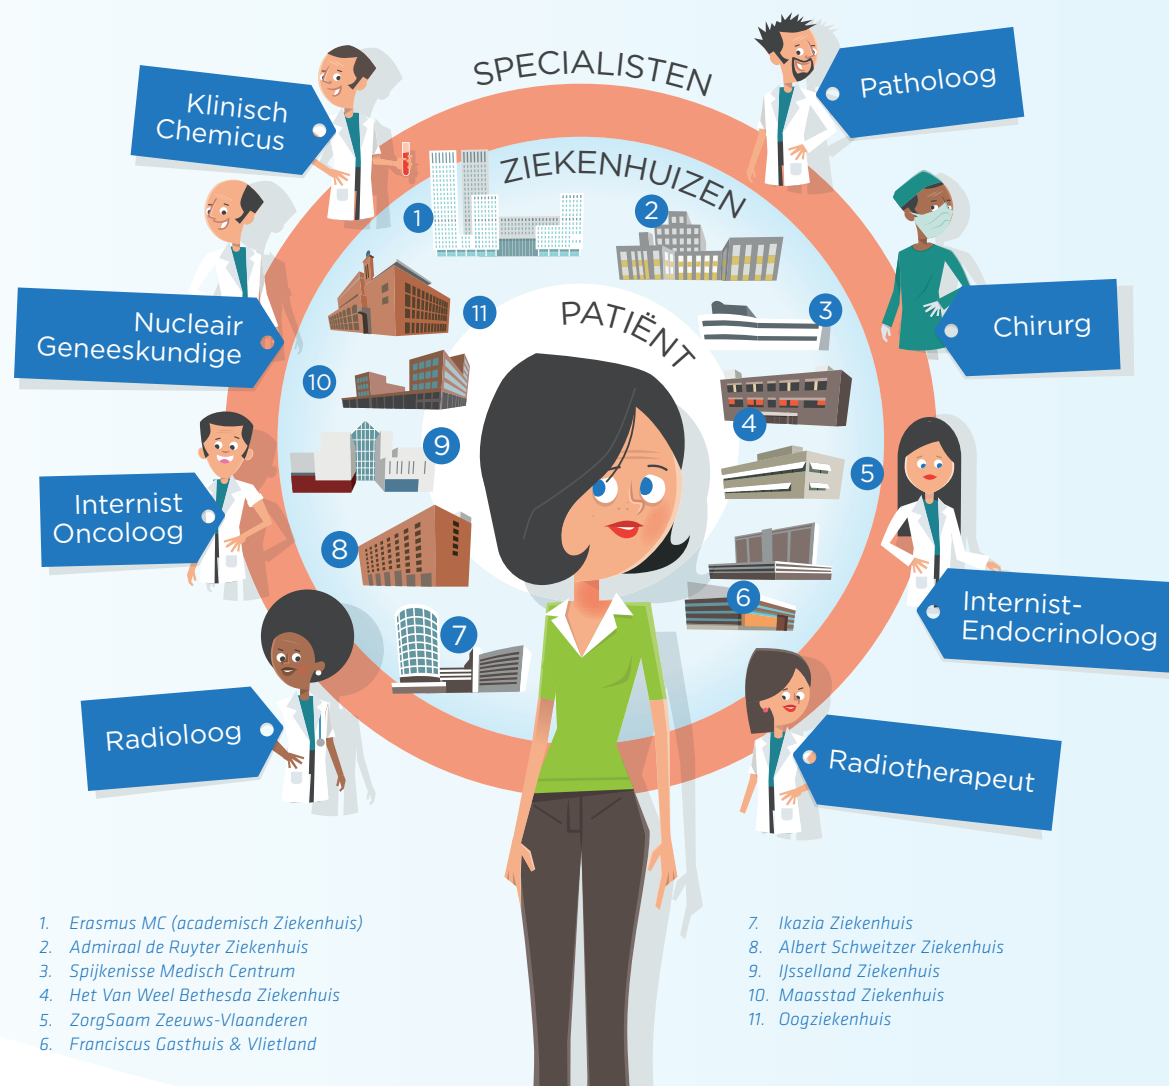 SPECIALISTEN
ZIEKENHUIZEN
PATIËNT
Klinisch
Chemicus
Patholoog
Nucleair
Geneeskundige
Chirurg
Internist
Oncoloog
Internist-
Endocrinoloog
Radioloog
Radiotherapeut
1
2
3
4
5
6
7
8
9
10
11
1. Erasmus MC (academisch Ziekenhuis)
2. Admiraal de Ruyter Ziekenhuis
3. Spijkenisse Medisch Centrum
4. Het Van Weel Bethesda Ziekenhuis
5. ZorgSaam Zeeuws-Vlaanderen
6. Franciscus Gasthuis & Vlietland
7. Ikazia Ziekenhuis
8. Albert Schweitzer Ziekenhuis
9. IJsselland Ziekenhuis
10. Maasstad Ziekenhuis
11. Oogziekenhuis